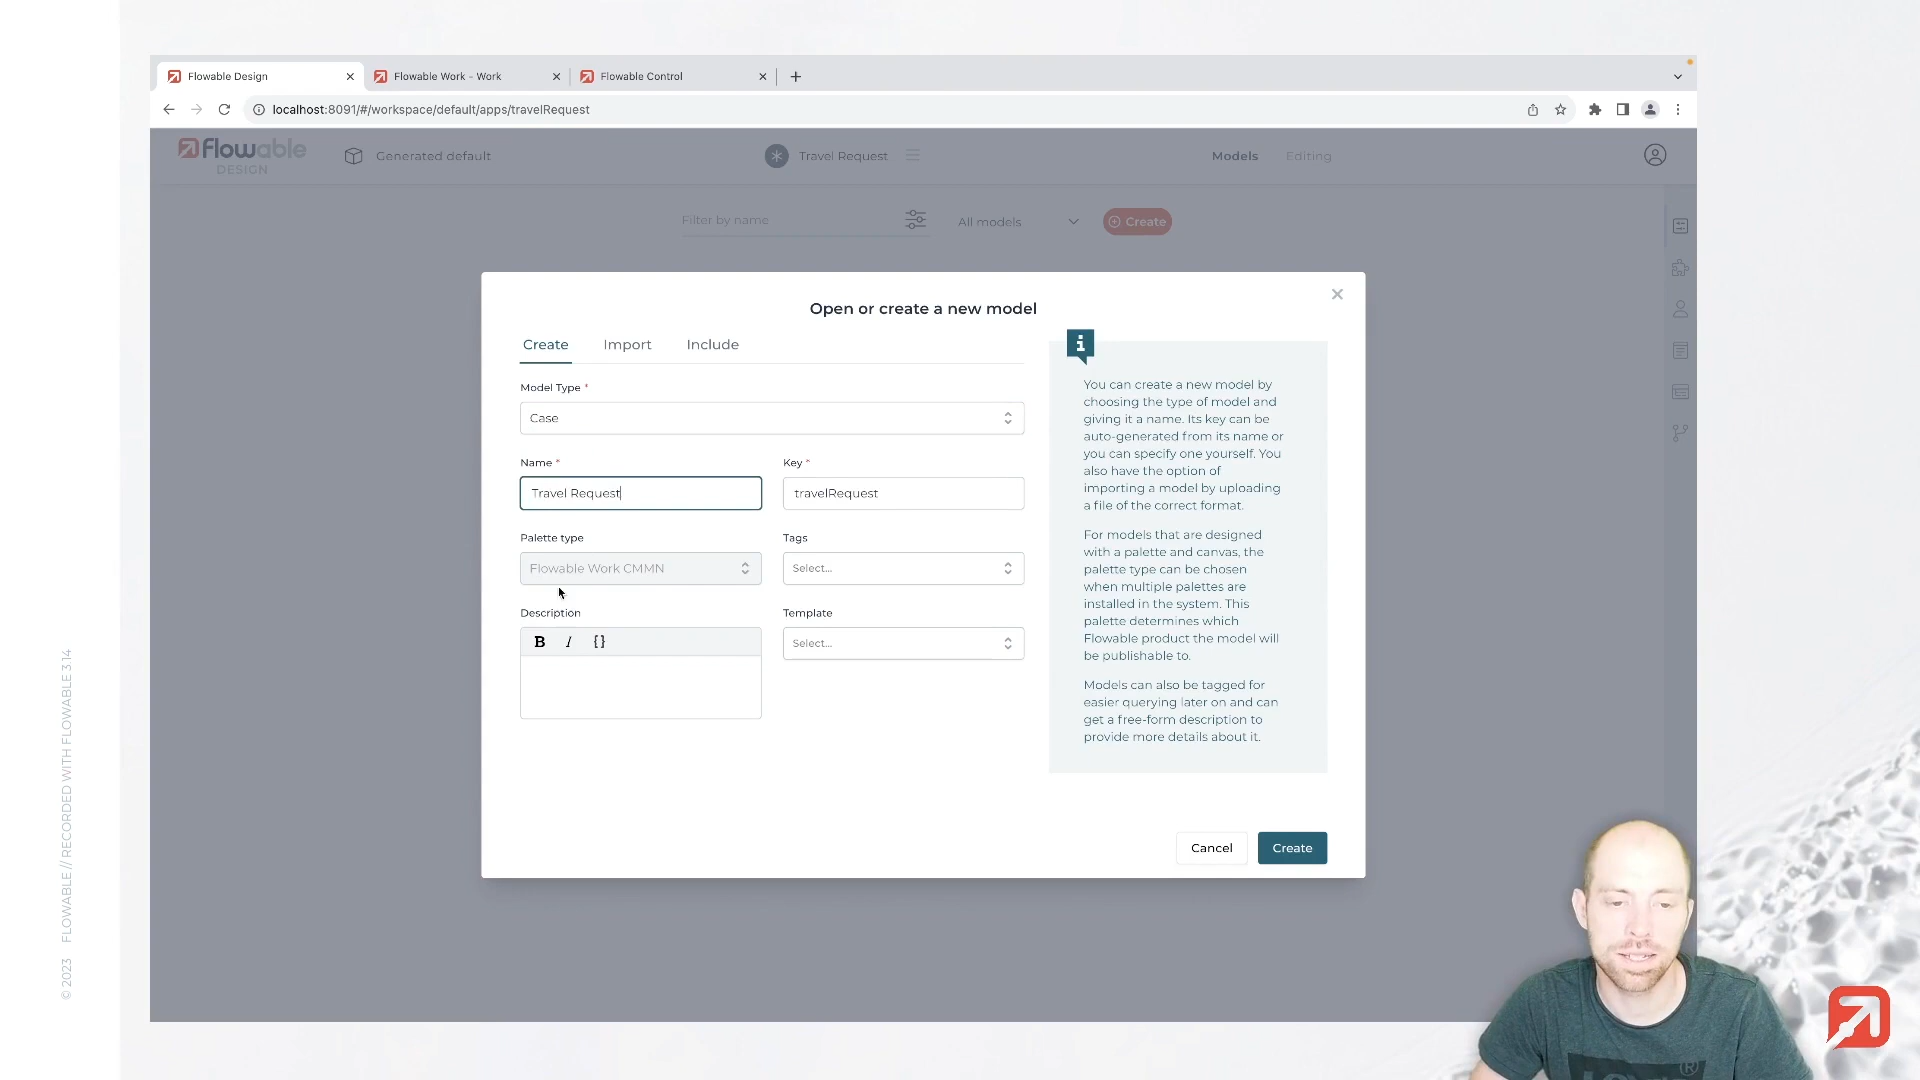 Flowable Design
Flowable Work - Work
Flowable Control
localhost:8091/#/workspace/default/apps/travelRequest
flowable
DESIGN
Generated default
Travel Request
Models
Editing
Filter by name
All models
Create
Open or create a new model
Create
Import
Include
Model Type *
Case
Name *
Key *
Travel Request
travelRequest
Palette type
Tags
Flowable Work CMMN
Select...
Description
Template
B I {}
Select...
i
You can create a new model by
choosing the type of model and
giving it a name. Its key can be
auto-generated from its name or
you can specify one yourself. You
also have the option of
importing a model by uploading
a file of the correct format.
For models that are designed
with a palette and canvas, the
palette type can be chosen
when multiple palettes are
installed in the system. This
palette determines which
Flowable product the model will
be publishable to.
Models can also be tagged for
easier querying later on and can
get a free-form description to
provide more details about it.
Cancel
Create
© 2023 FLOWABLE // RECORDED WITH FLOWABLE 3.14